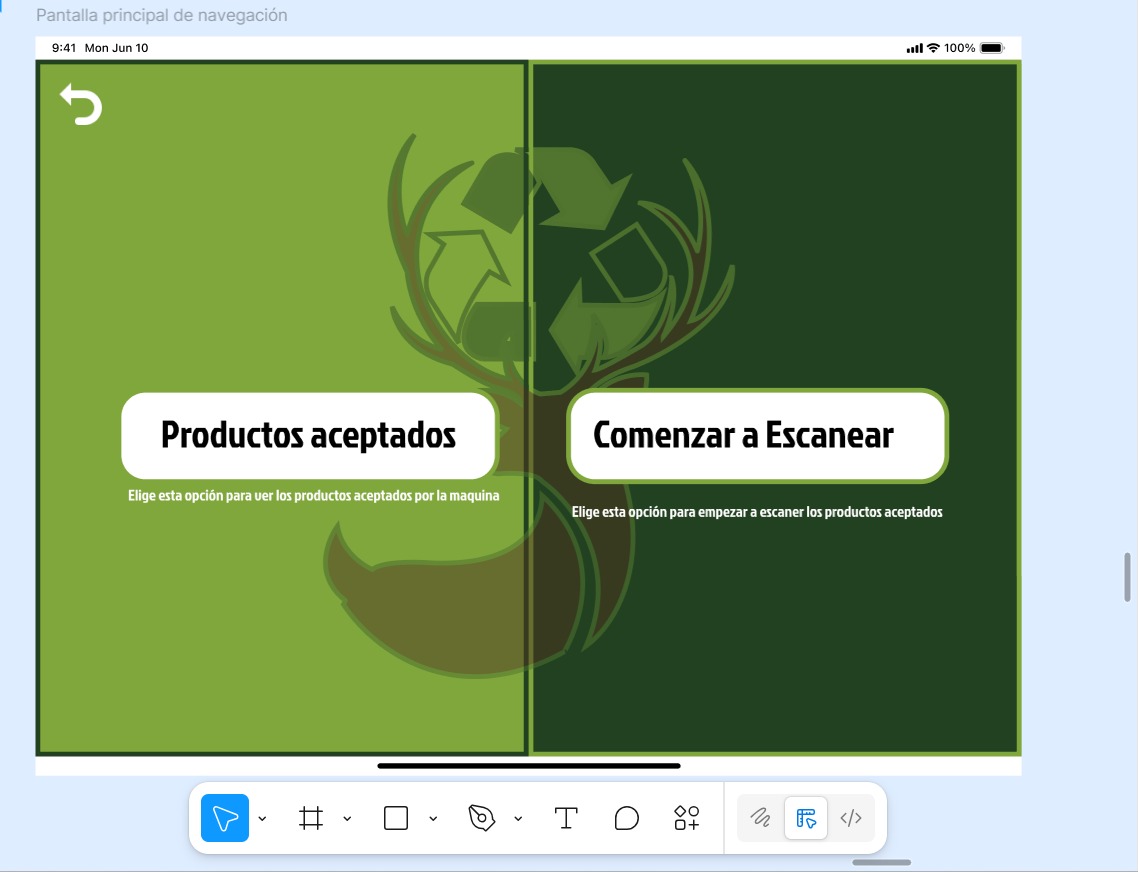 Pantalla principal de navegación
9:41 Mon Jun 10
100%
Productos aceptados
Comenzar a Escanear
Elige esta opción para ver los productos aceptados por la maquina
Elige esta opción para empezar a escaner los productos aceptados